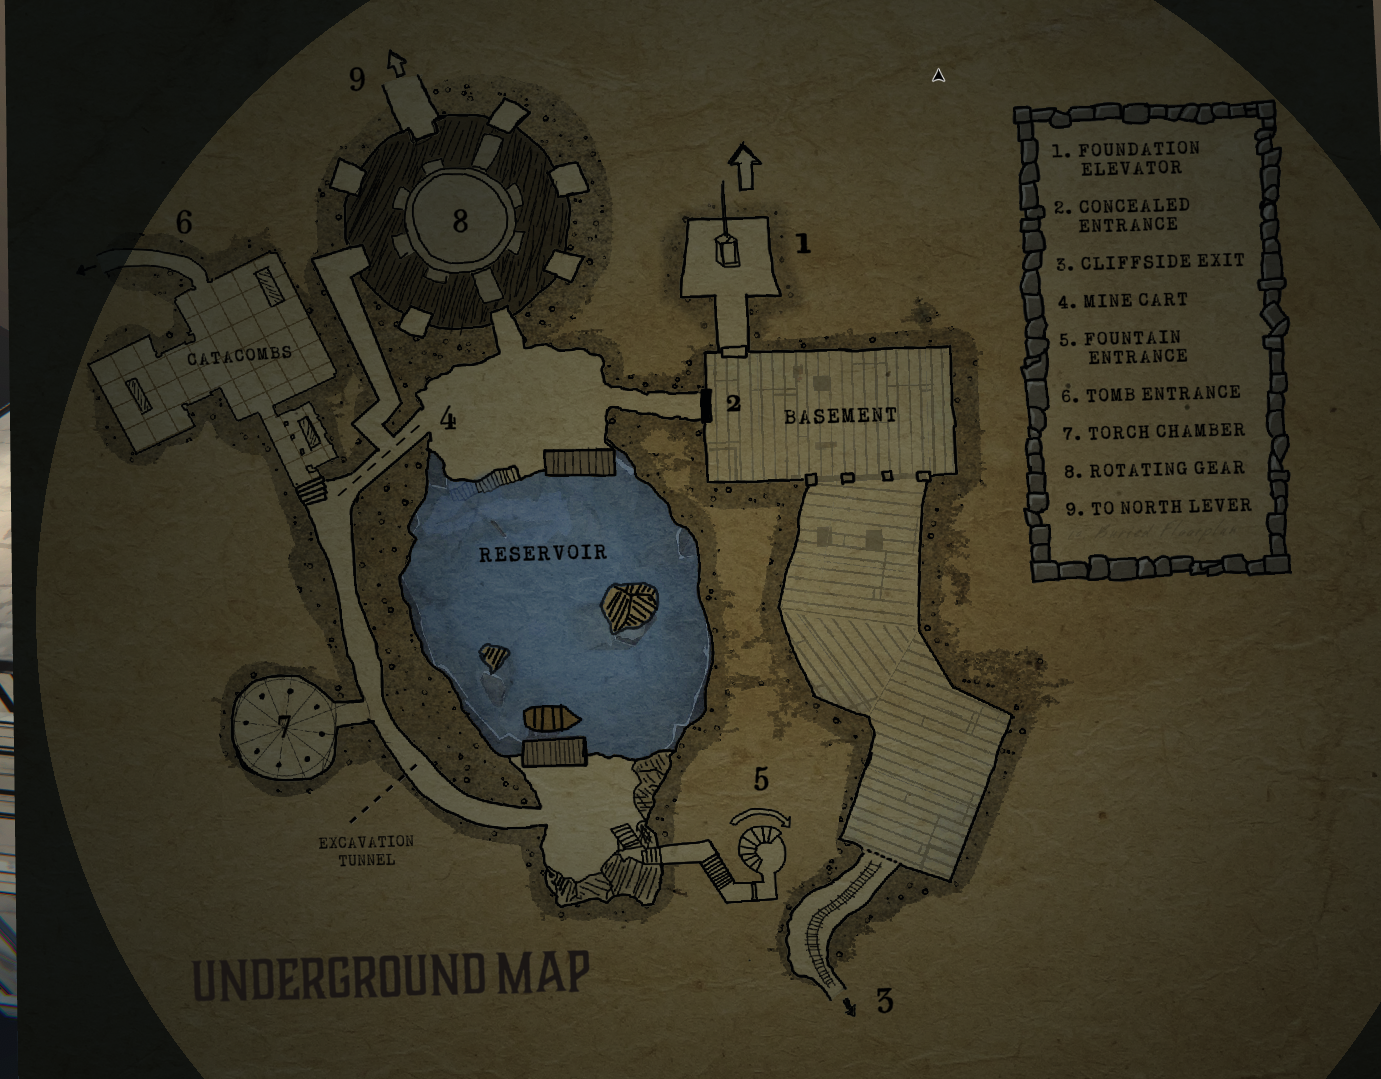 9
8
6
1
CATACOMBS
4
2
BASEMENT
RESERVOIR
7
5
EXCAVATION
TUNNEL
UNDERGROUND MAP
3
1. FOUNDATION
ELEVATOR
2. CONCEALED
ENTRANCE
3. CLIFFSIDE EXIT
4. MINE CART
5. FOUNTAIN
ENTRANCE
6. TOMB ENTRANCE
7. TORCH CHAMBER
8. ROTATING GEAR
9. TO NORTH LEVER